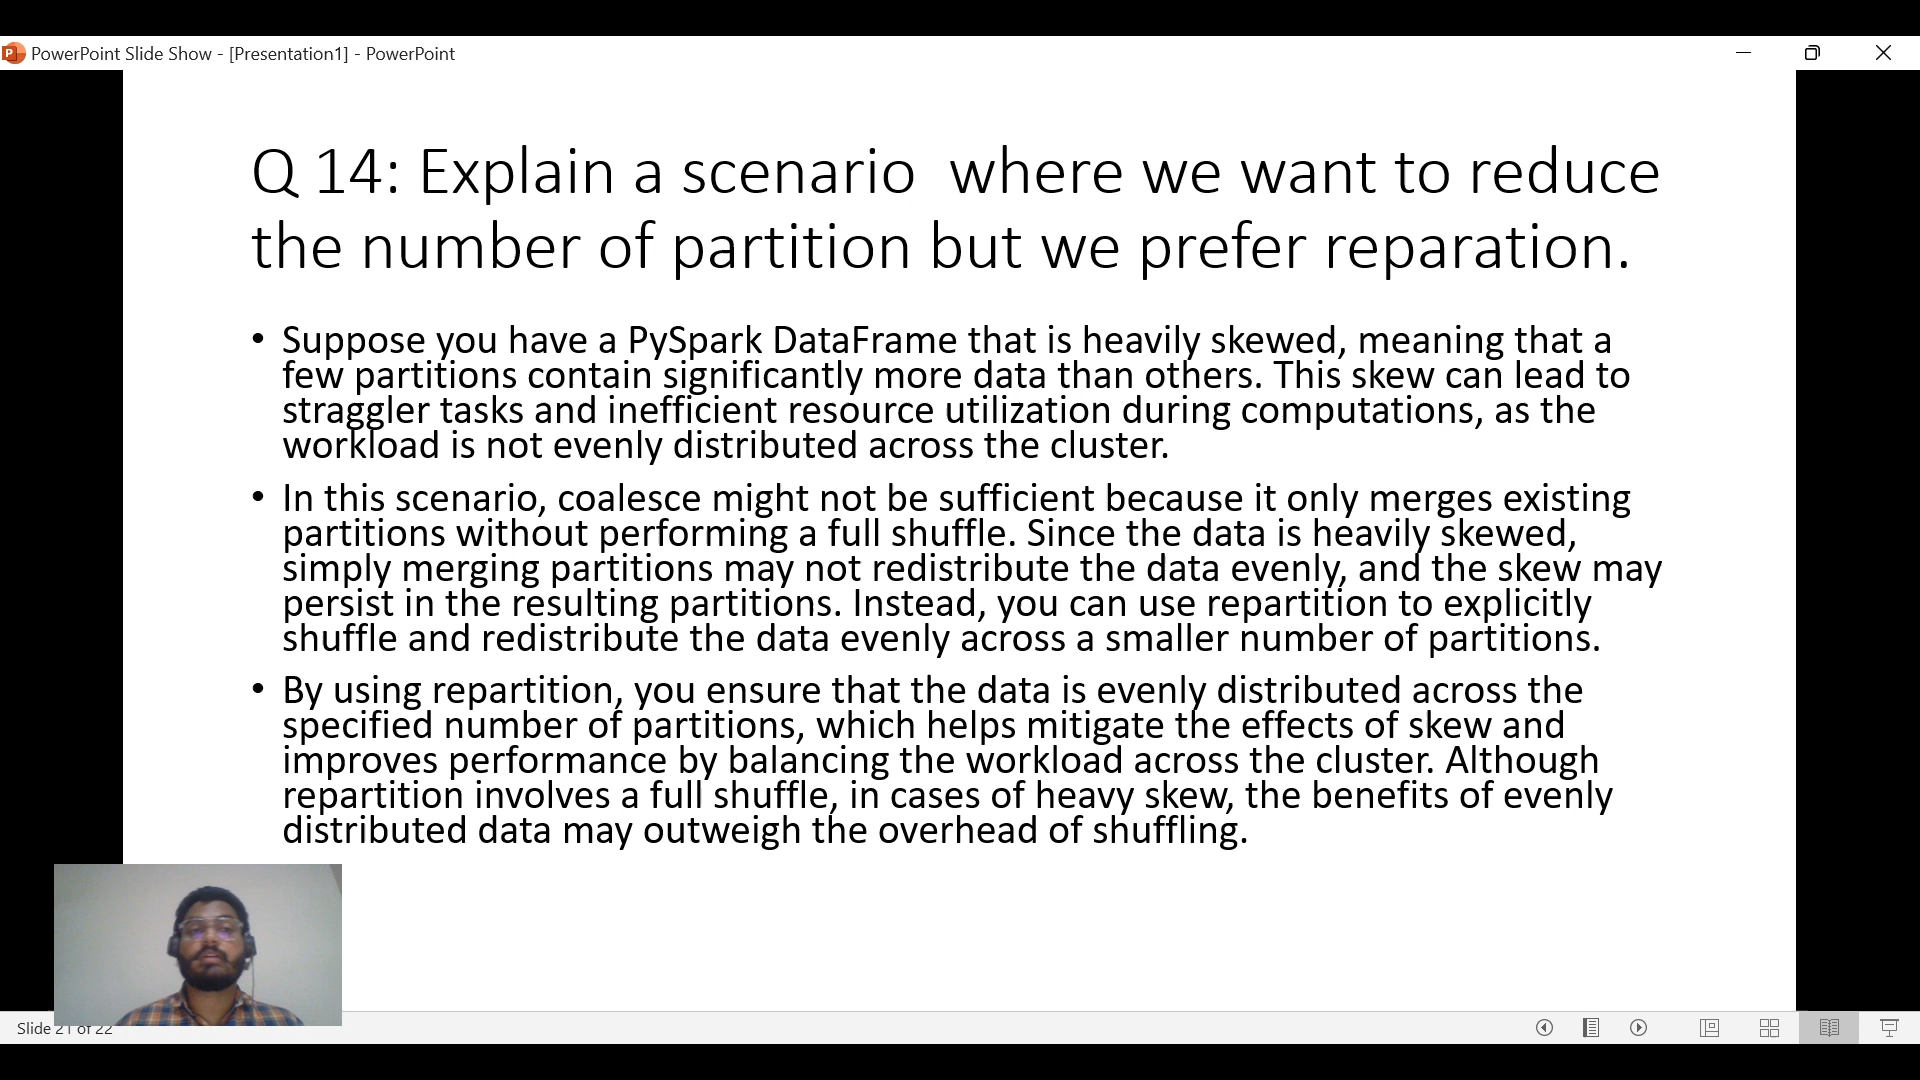 PowerPoint Slide Show - [Presentation1] - PowerPoint
Q 14: Explain a scenario  where we want to reduce
the number of partition but we prefer reparation.
• Suppose you have a PySpark DataFrame that is heavily skewed, meaning that a
few partitions contain significantly more data than others. This skew can lead to
straggler tasks and inefficient resource utilization during computations, as the
workload is not evenly distributed across the cluster.
• In this scenario, coalesce might not be sufficient because it only merges existing
partitions without performing a full shuffle. Since the data is heavily skewed,
simply merging partitions may not redistribute the data evenly, and the skew may
persist in the resulting partitions. Instead, you can use repartition to explicitly
shuffle and redistribute the data evenly across a smaller number of partitions.
• By using repartition, you ensure that the data is evenly distributed across the
specified number of partitions, which helps mitigate the effects of skew and
improves performance by balancing the workload across the cluster. Although
repartition involves a full shuffle, in cases of heavy skew, the benefits of evenly
distributed data may outweigh the overhead of shuffling.
Slide 21 of 22